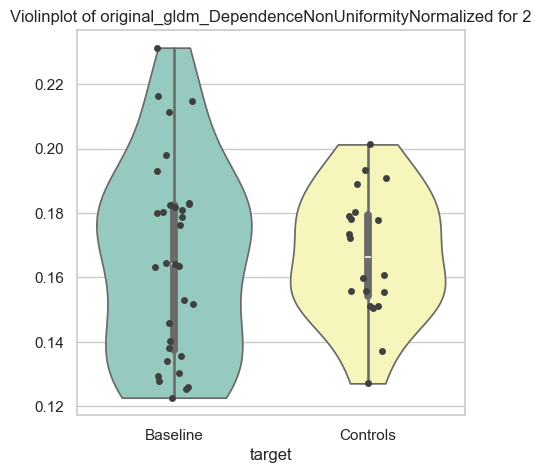 Violinplot of original_gldm_DependenceNonUniformityNormalized for 2
0.22
0.20
0.18
0.16
0.14
0.12
Baseline Controls
target